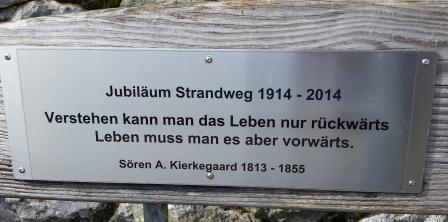 Jubiläum Strandweg 1914 - 2014
Verstehen kann man das Leben nur rückwärts
Leben muss man es aber vorwärts.
Sören A. Kierkegaard 1813 - 1855